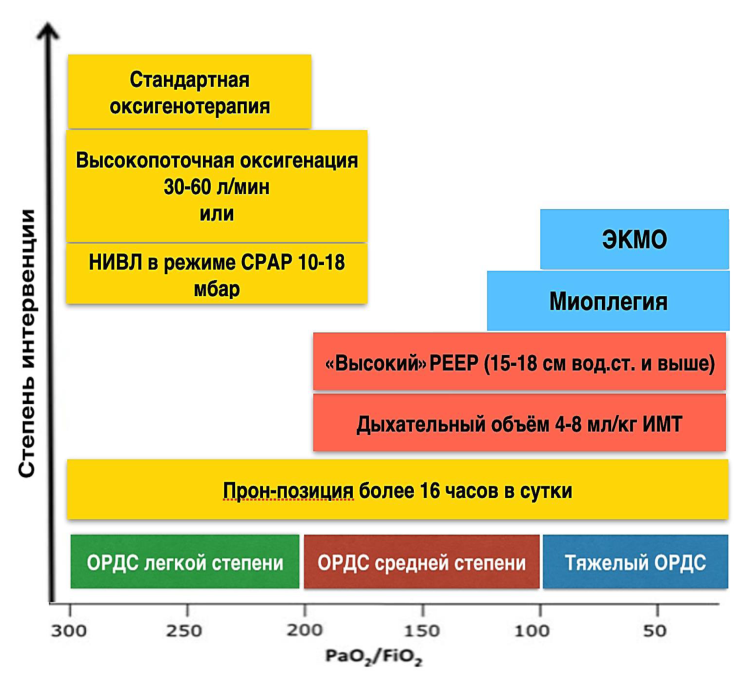 Стандартная
оксигенотерапия
Высокопоточная оксигенация
30-60 л/мин
или
НИВЛ в режиме СРАР 10-18
мбар
ЭКМО
Миоплегия
«Высокий» PEEP (15-18 см вод.ст. и выше)
Дыхательный объём 4-8 мл/кг ИМТ
Прон-позиция более 16 часов в сутки
ОРДС легкой степени
ОРДС средней степени
Тяжелый ОРДС
Степень интервенции
300 250 200 150 100 50
PaO₂/FiO₂